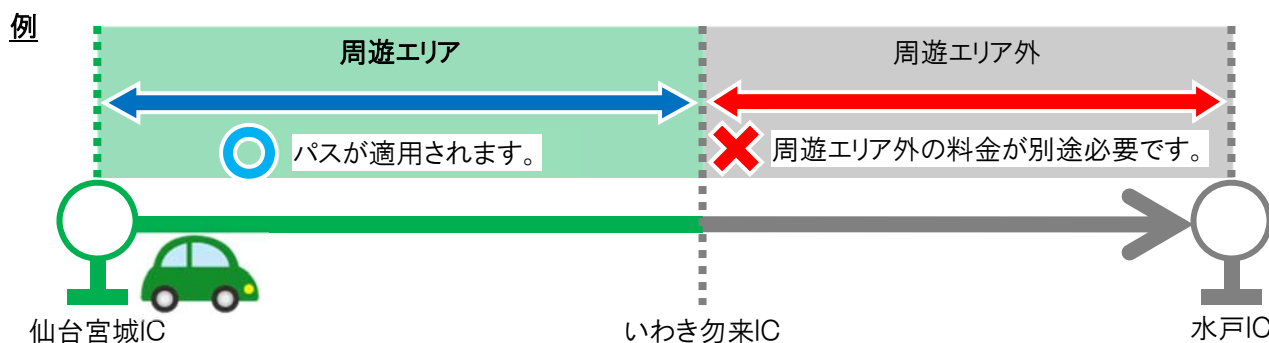 例
周遊エリア
周遊エリア外
パスが適用されます。
周遊エリア外の料金が別途必要です。
仙台宮城IC
いわき勿来IC
水戸IC